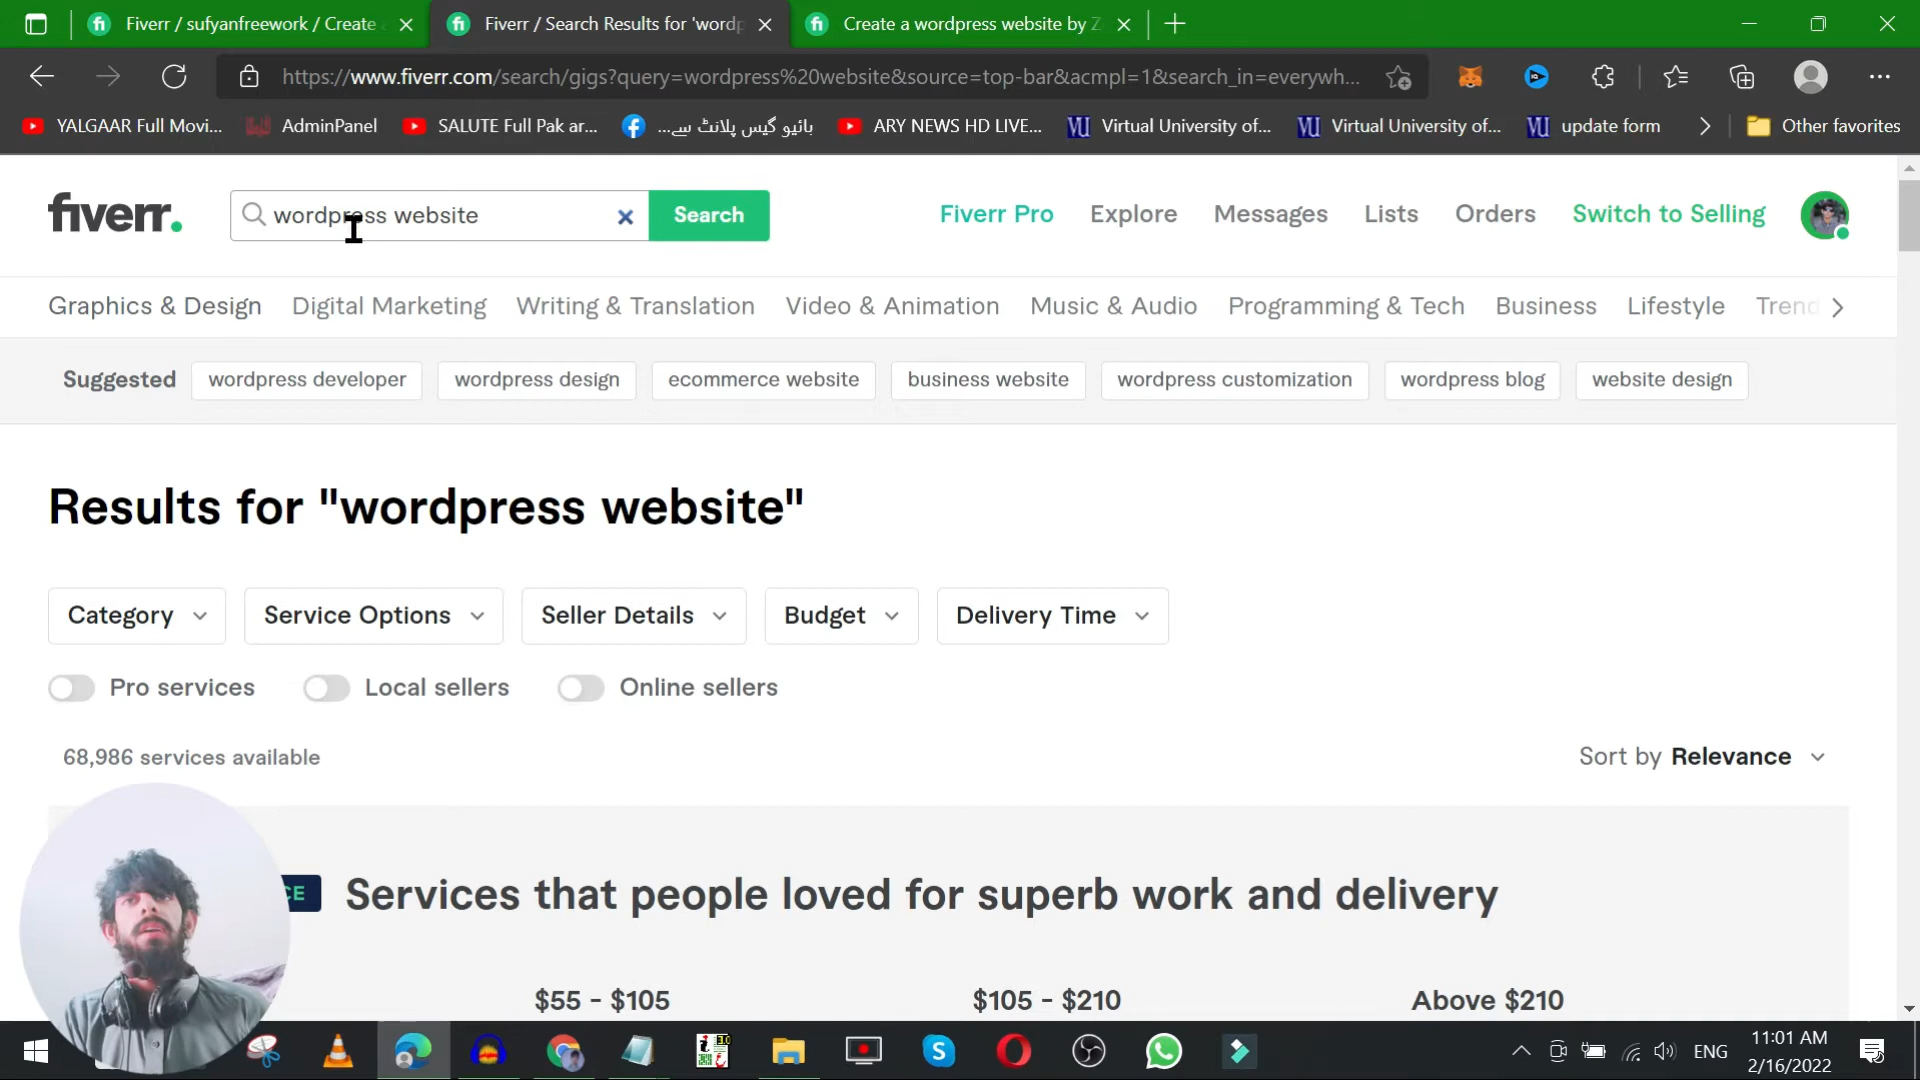 Fiverr / sufyanfreework / Create
Fiverr / Search Results for 'wordp
Create a wordpress website by Z
https://www.fiverr.com/search/gigs?query=wordpress%20website&source=top-bar&acmpl=1&search_in=everywh...
YALGAAR Full Movi...
AdminPanel
SALUTE Full Pak ar...
بائیو گیس پلانٹ سے...
ARY NEWS HD LIVE...
VU Virtual University of...
VU Virtual University of...
VU update form
Other favorites
fiverr.
wordpress website
Search
Fiverr Pro
Explore
Messages
Lists
Orders
Switch to Selling
Graphics & Design
Digital Marketing
Writing & Translation
Video & Animation
Music & Audio
Programming & Tech
Business
Lifestyle
Trend
Suggested
wordpress developer
wordpress design
ecommerce website
business website
wordpress customization
wordpress blog
website design
Results for "wordpress website"
Category
Service Options
Seller Details
Budget
Delivery Time
Pro services
Local sellers
Online sellers
68,986 services available
Sort by Relevance
CE
Services that people loved for superb work and delivery
$55 - $105
$105 - $210
Above $210
ENG
11:01 AM
2/16/2022